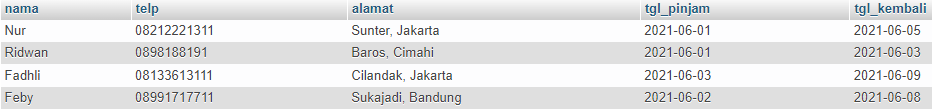 nama telp alamat tgl_pinjam tgl_kembali
Nur 08212221311 Sunter, Jakarta 2021-06-01 2021-06-05
Ridwan 0898188191 Baros, Cimahi 2021-06-01 2021-06-03
Fadhli 08133613111 Cilandak, Jakarta 2021-06-03 2021-06-09
Feby 08991717711 Sukajadi, Bandung 2021-06-02 2021-06-08